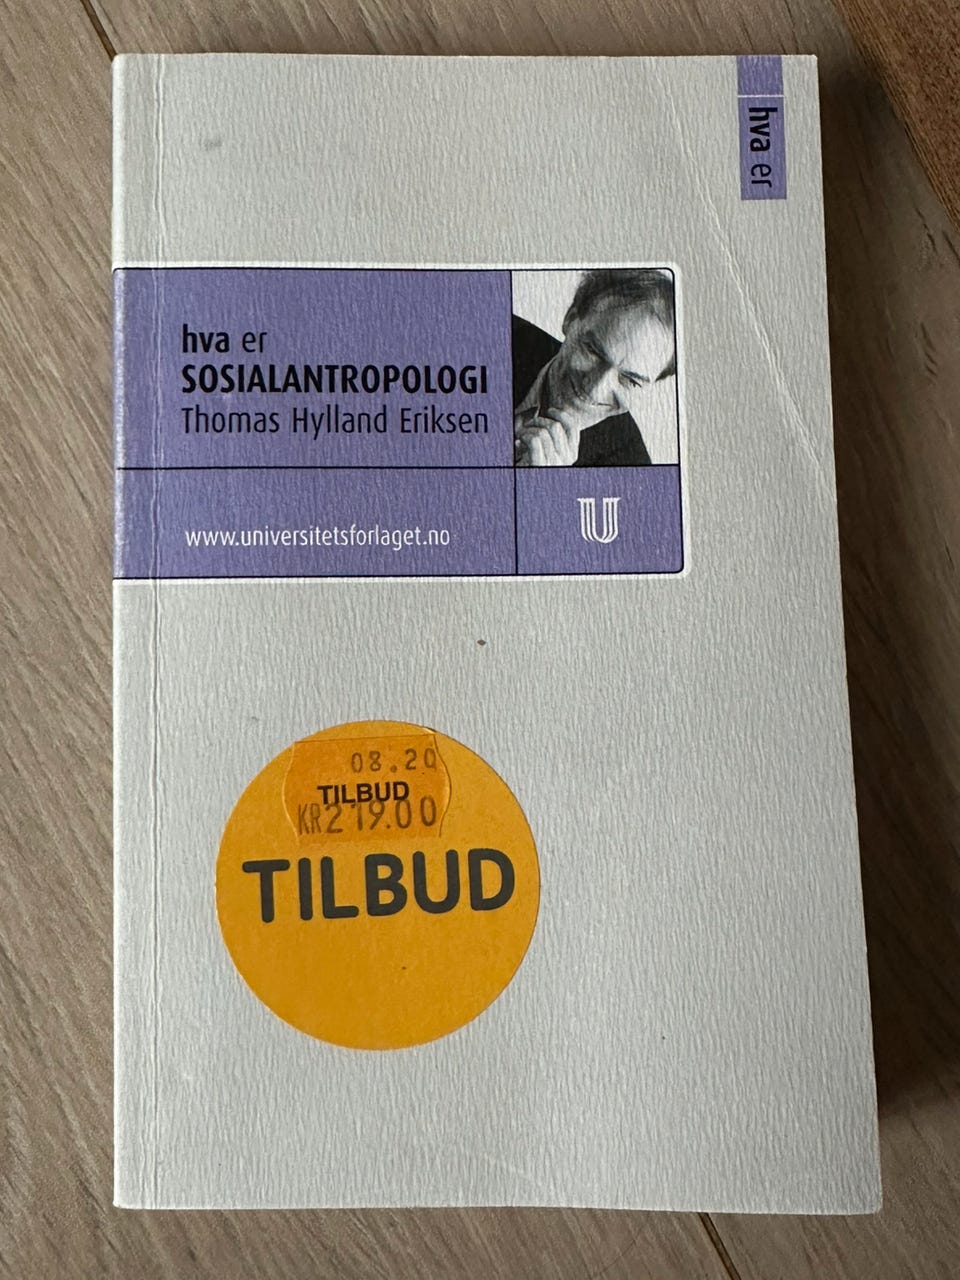 hva er
hva er
SOSIALANTROPOLOGI
Thomas Hylland Eriksen
www.universitetsforlaget.no
U
08.20
TILBUD
KR219.00
TILBUD